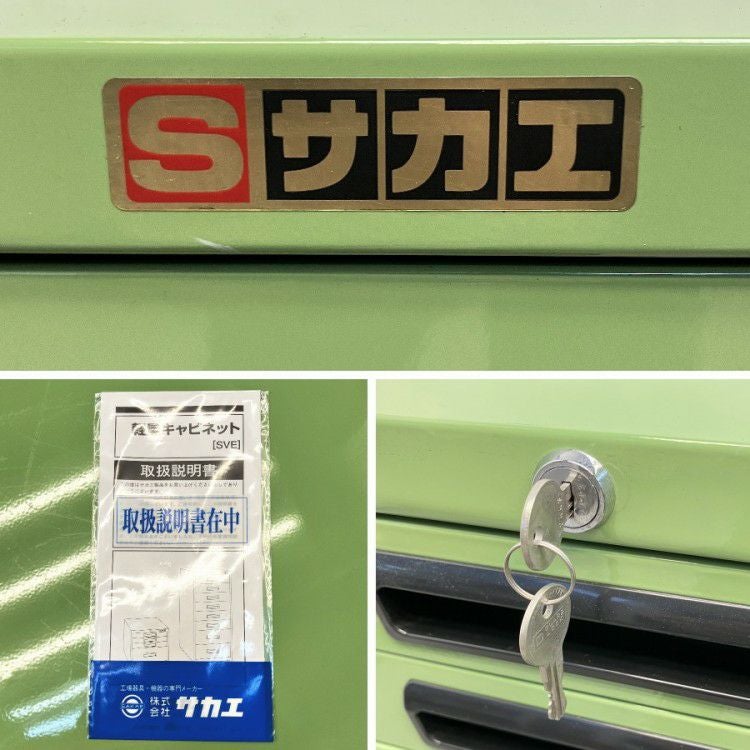 S サカエ
軽量キャビネット
[SVE]
取扱説明書
取扱説明書在中
工場器具・機器の専門メーカー
株式会社 サカエ